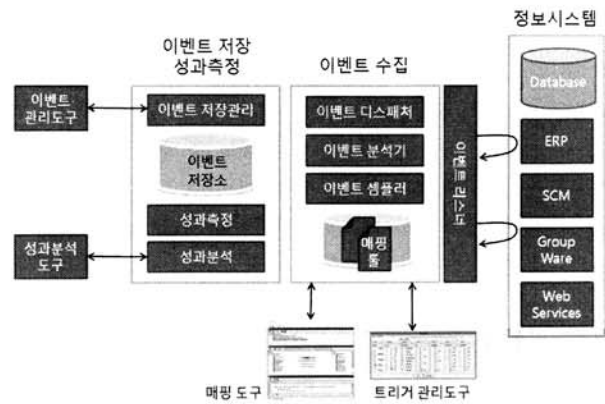 정보시스템
이벤트 저장
성과측정
이벤트 수집
Database
이벤트
관리도구
이벤트 저장관리
이벤트 디스패처
이벤트 리스너
ERP
이벤트
저장소
이벤트 분석기
이벤트 셈플러
SCM
성과측정
매핑
룰
Group
Ware
성과분석
도구
성과분석
Web
Services
매핑 도구
트리거 관리도구